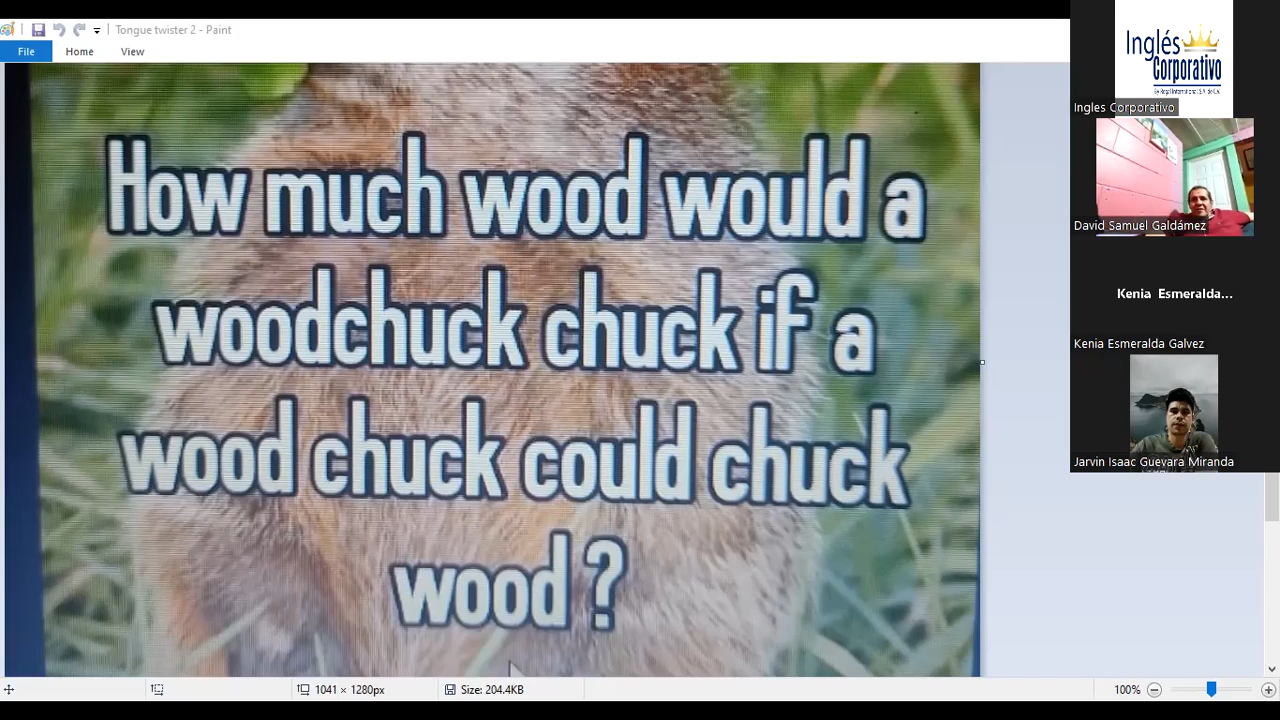 Tongue twister 2 - Paint
File Home View
How much wood would a
woodchuck chuck if a
wood chuck could chuck
wood ?
1041 × 1280px
Size: 204.4KB
100%
Inglés
Corporativo
Ingles Corporativo
David Samuel Galdámez
Kenia Esmeralda...
Kenia Esmeralda Galvez
Jarvin Isaac Guevara Miranda